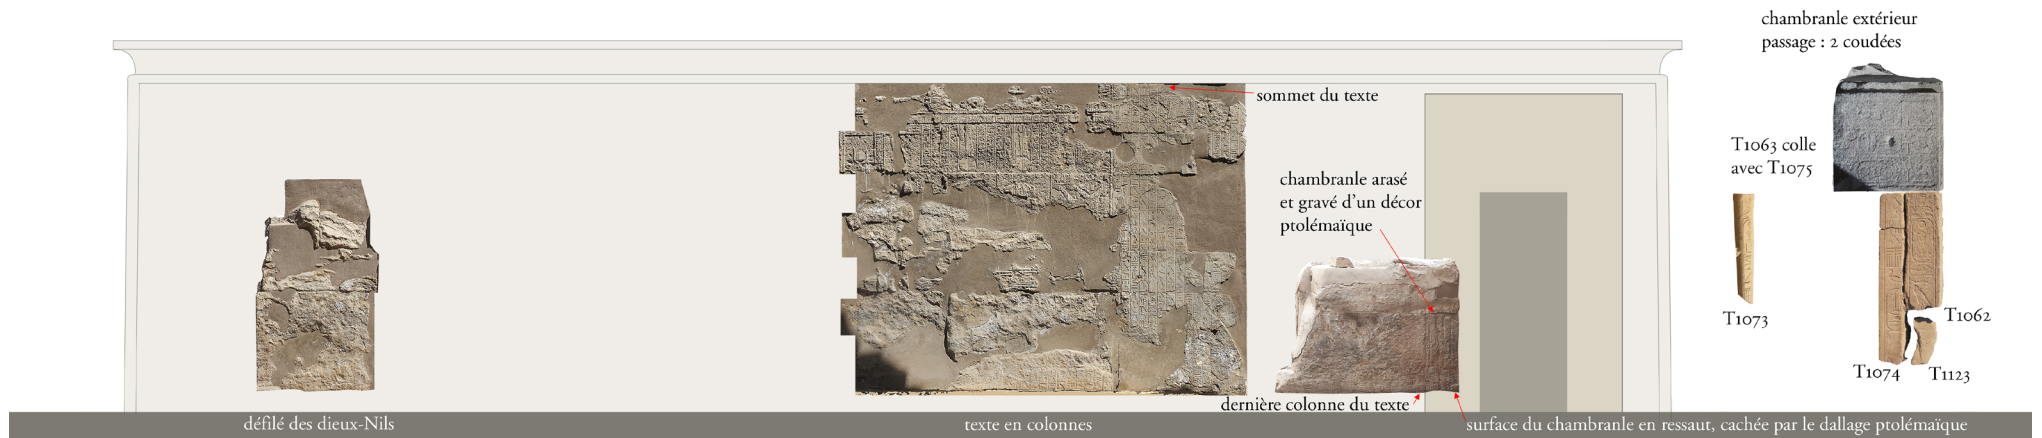 chambranle extérieur
passage : 2 coudées
sommet du texte
T1063 colle
avec T1075
chambranle arasé
et gravé d’un décor
ptolémaïque
T1073
T1062
T1074
T1123
dernière colonne du texte
défilé des dieux-Nils
texte en colonnes
surface du chambranle en ressaut, cachée par le dallage ptolémaïque